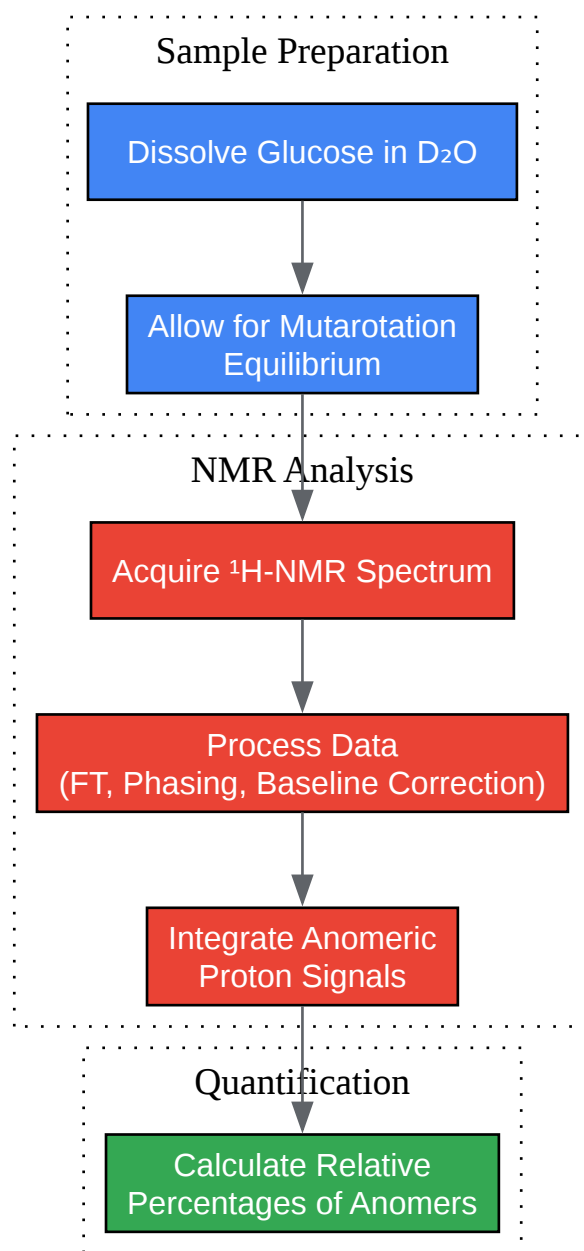 Sample Preparation
Dissolve Glucose in D₂O
Allow for Mutarotation
Equilibrium
NMR Analysis
Acquire ¹H-NMR Spectrum
Process Data
(FT, Phasing, Baseline Correction)
Integrate Anomeric
Proton Signals
Quantification
Calculate Relative
Percentages of Anomers